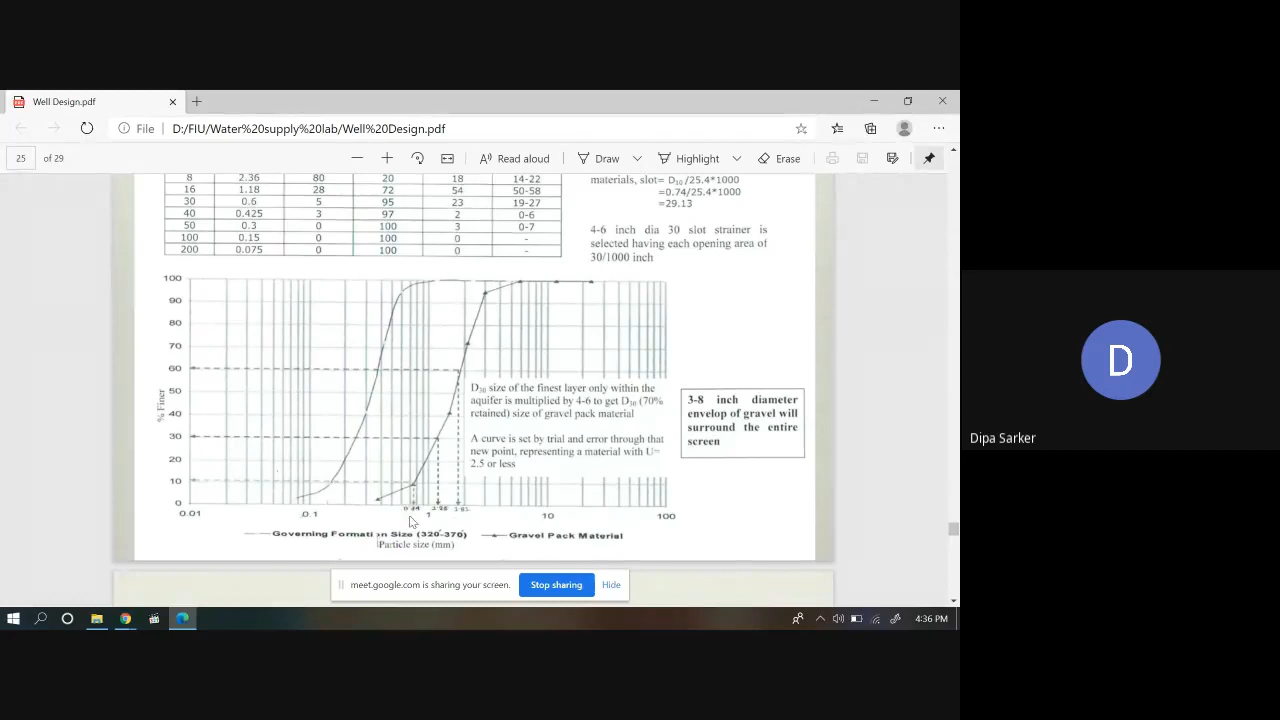 Well Design.pdf
File D:/FIU/Water%20supply%20lab/Well%20Design.pdf
25 of 29 Read aloud Draw Highlight Erase
8 2.36 80 20 18 14-22
16 1.18 28 72 54 50-58
30 0.6 5 95 23 19-27
40 0.425 3 97 2 0-6
50 0.3 0 100 3 0-7
100 0.15 0 100 0 -
200 0.075 0 100 0 -
materials, slot= D₁₀/25.4*1000
=0.74/25.4*1000
=29.13
4-6 inch dia 30 slot strainer is
selected having each opening area of
30/1000 inch
100
90
80
70
60
50
40
30
20
10
0
% Finer
0.01 0.1 1 10 100
D₃₀ size of the finest layer only within the
aquifer is multiplied by 4-6 to get D₃₀ (70%
retained) size of gravel pack material
A curve is set by trial and error through that
new point, representing a material with U=
2.5 or less
3-8 inch diameter
envelop of gravel will
surround the entire
screen
Governing Formation Size (320'-370') Gravel Pack Material
Particle size (mm)
meet.google.com is sharing your screen. Stop sharing Hide
4:36 PM
D
Dipa Sarker